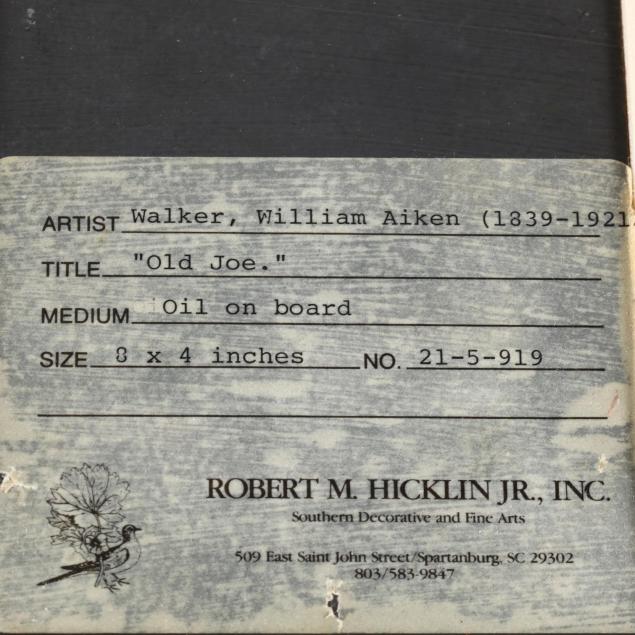 ARTIST Walker, William Aiken (1839-1921
TITLE "Old Joe."
MEDIUM Oil on board
SIZE 8 x 4 inches NO. 21-5-919
ROBERT M. HICKLIN JR., INC.
Southern Decorative and Fine Arts
509 East Saint John Street/Spartanburg, SC 29302
803/583-9847